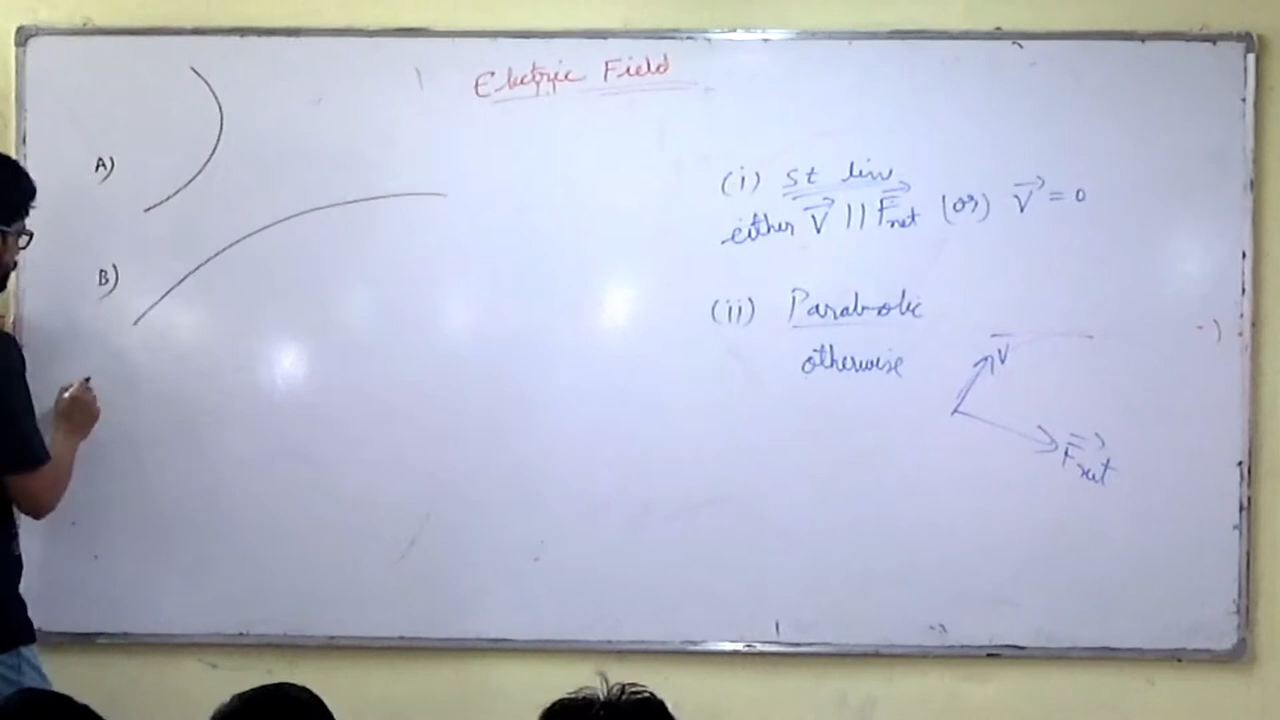 Electric Field
A)
B)
(i) St line
either V⃗ || F⃗net (or) V⃗ = 0
(ii) Parabolic
otherwise
V
F⃗net